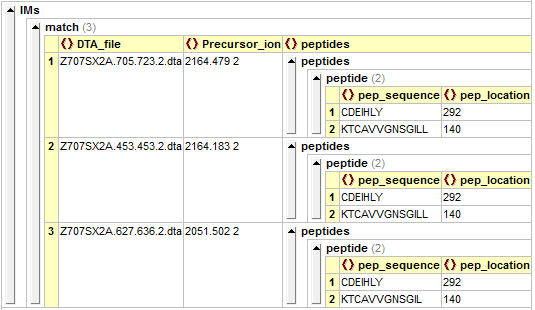 IMs
match (3)
DTA_file Precursor_ion peptides
1 Z707SX2A.705.723.2.dta 2164.479 2 peptides
peptide (2)
pep_sequence pep_location
1 CDEIHLY 292
2 KTCAVVGNSGILL 140
2 Z707SX2A.453.453.2.dta 2164.183 2 peptides
peptide (2)
pep_sequence pep_location
1 CDEIHLY 292
2 KTCAVVGNSGILL 140
3 Z707SX2A.627.636.2.dta 2051.502 2 peptides
peptide (2)
pep_sequence pep_location
1 CDEIHLY 292
2 KTCAVVGNSGIL 140